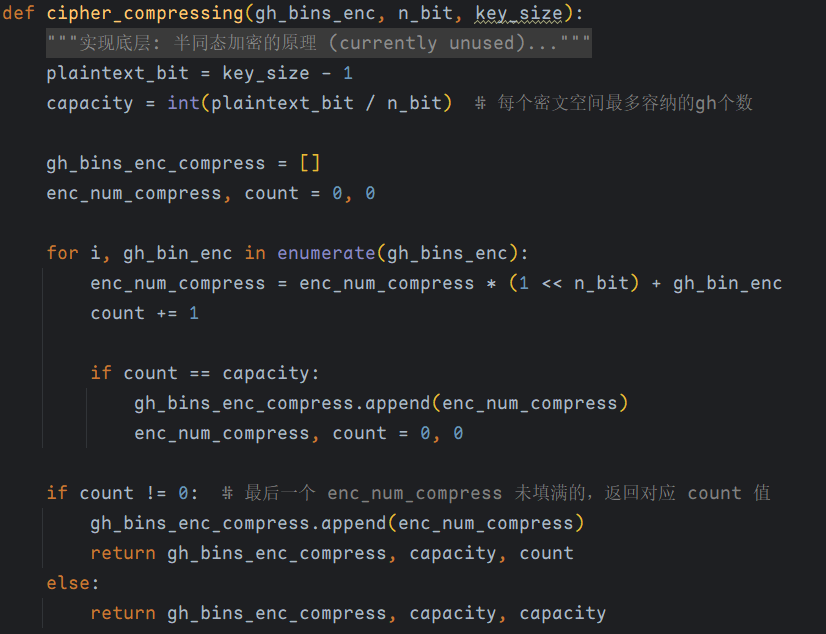 def cipher_compressing(gh_bins_enc, n_bit, key_size):
    """实现底层: 半同态加密的原理 (currently unused)..."""
    plaintext_bit = key_size - 1
    capacity = int(plaintext_bit / n_bit)  # 每个密文空间最多容纳的gh个数
    gh_bins_enc_compress = []
    enc_num_compress, count = 0, 0
    for i, gh_bin_enc in enumerate(gh_bins_enc):
        enc_num_compress = enc_num_compress * (1 << n_bit) + gh_bin_enc
        count += 1
        if count == capacity:
            gh_bins_enc_compress.append(enc_num_compress)
            enc_num_compress, count = 0, 0
    if count != 0:  # 最后一个 enc_num_compress 未填满的，返回对应 count 值
        gh_bins_enc_compress.append(enc_num_compress)
        return gh_bins_enc_compress, capacity, count
    else:
        return gh_bins_enc_compress, capacity, capacity